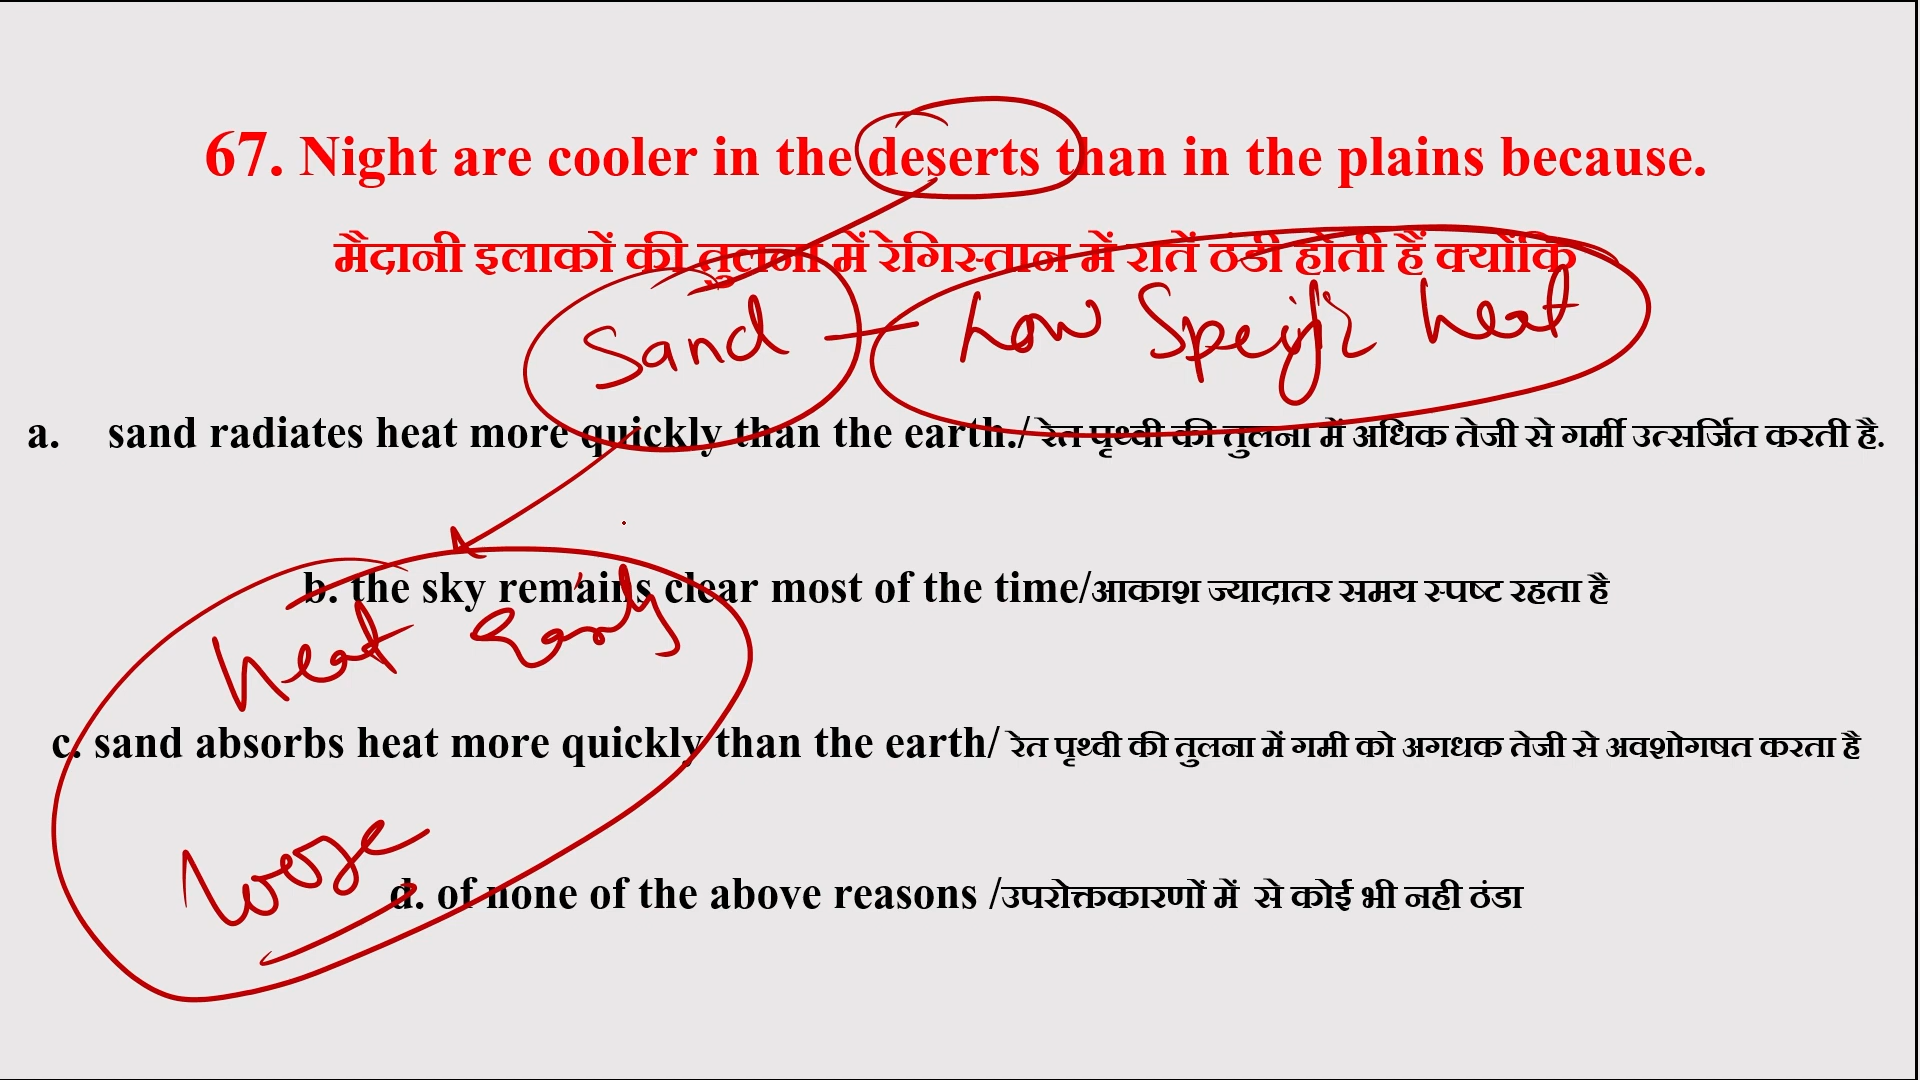 67. Night are cooler in the deserts than in the plains because.
मैदानी इलाकों की तुलना में रेगिस्तान में रातें ठंडी होती हैं क्योंकि
Sand - Low Specific heat
a. sand radiates heat more quickly than the earth./ रेत पृथ्वी की तुलना में अधिक तेजी से गर्मी उत्सर्जित करती है.
b. the sky remains clear most of the time/आकाश ज्यादातर समय स्पष्ट रहता है
heat
c. sand absorbs heat more quickly than the earth/ रेत पृथ्वी की तुलना में गमी को अगधक तेजी से अवशोगषत करता है
loose
d. of none of the above reasons /उपरोक्तकारणों में से कोई भी नही ठंडा